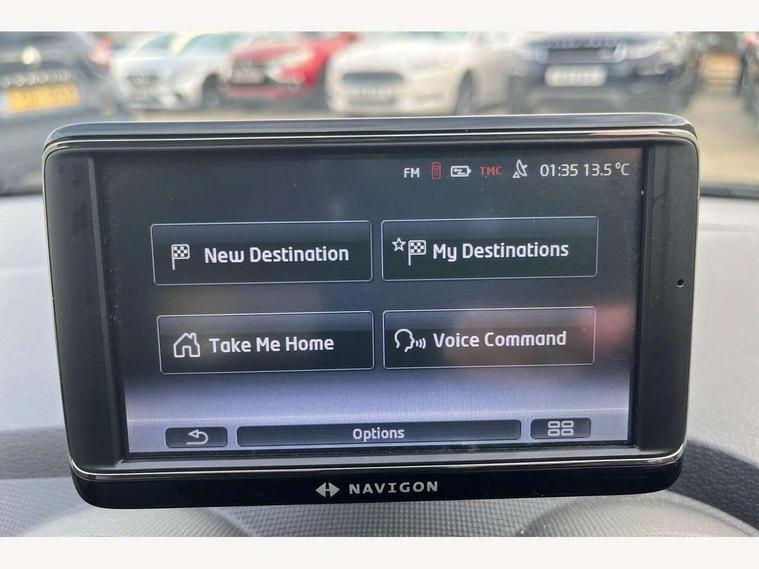 FM TMC 01:35 13.5°C
New Destination
My Destinations
Take Me Home
Voice Command
Options
NAVIGON